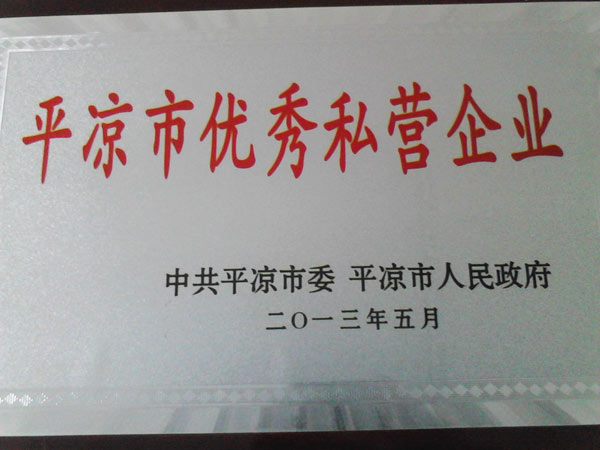 平凉市优秀私营企业
中共平凉市委 平凉市人民政府
二〇一三年五月